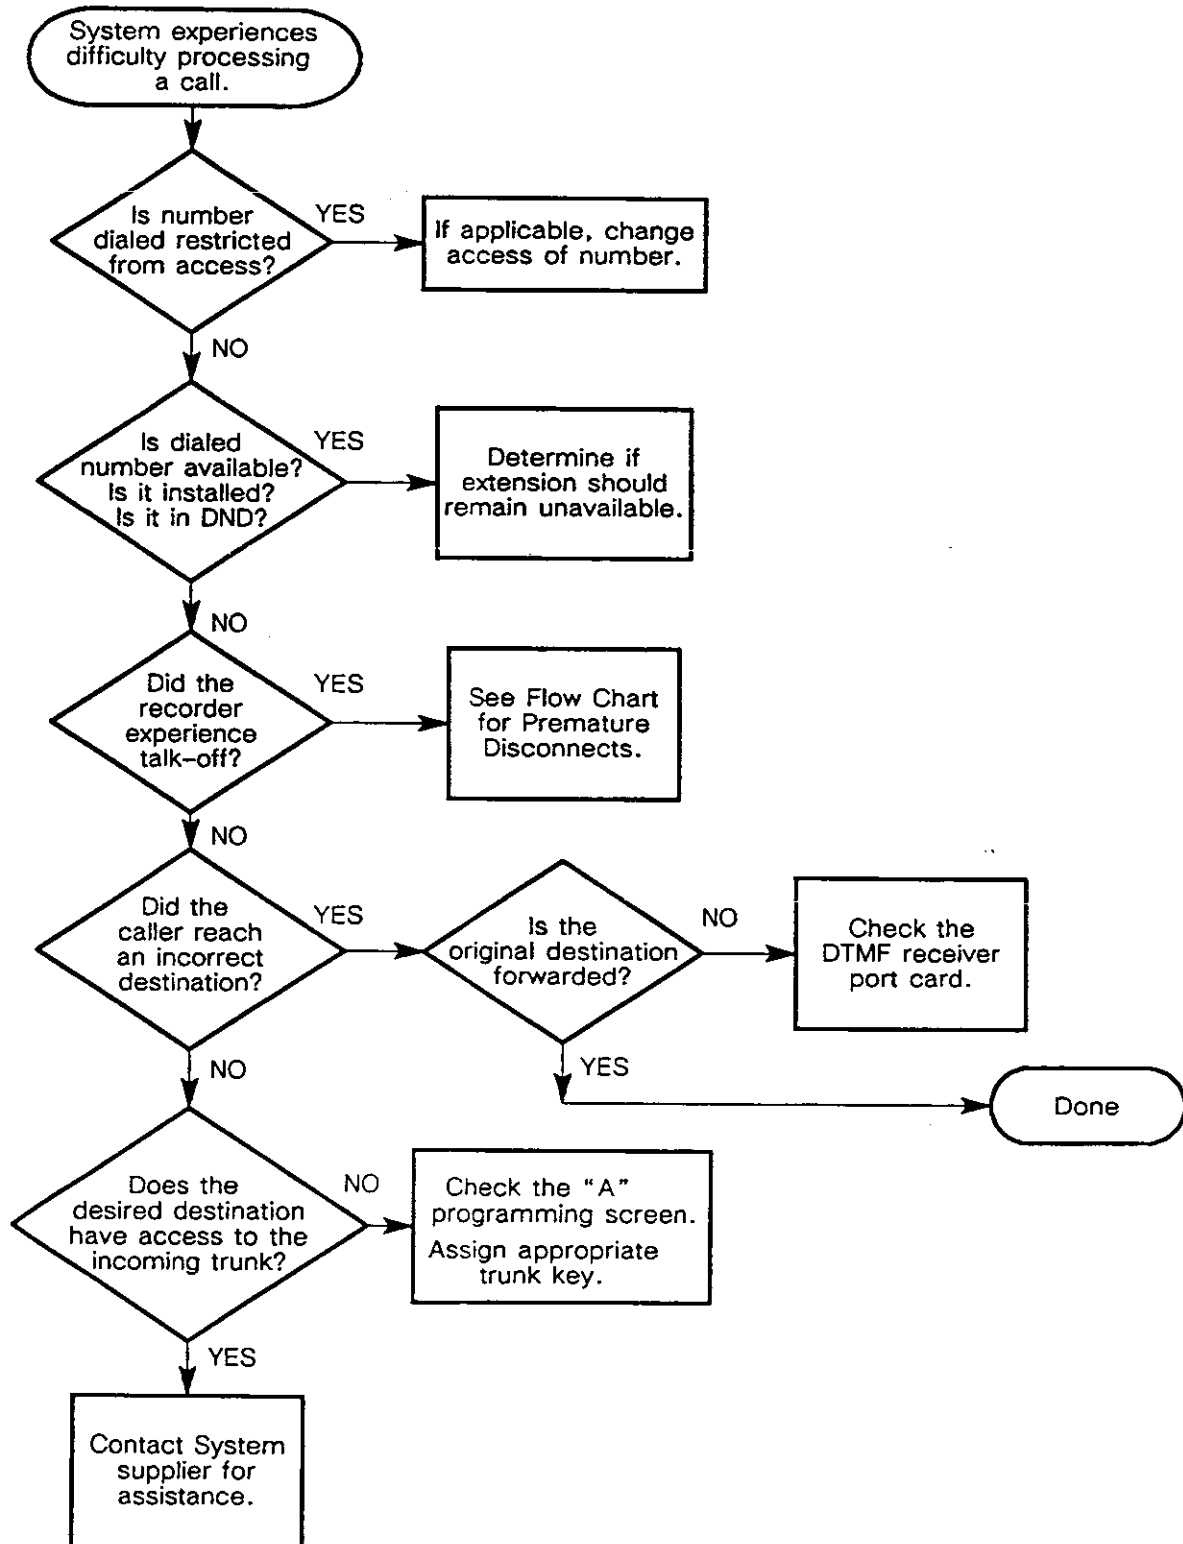 System experiences
difficulty processing
a call.
Is number
dialed restricted
from access?
YES
If applicable, change
access of number.
NO
Is dialed
number available?
Is it installed?
Is it in DND?
YES
Determine if
extension should
remain unavailable.
NO
Did the
recorder
experience
talk-off?
YES
See Flow Chart
for Premature
Disconnects.
NO
Did the
caller reach
an incorrect
destination?
YES
Is the
original destination
forwarded?
NO
Check the
DTMF receiver
port card.
YES
Done
NO
Does the
desired destination
have access to the
incoming trunk?
NO
Check the "A"
programming screen.
Assign appropriate
trunk key.
YES
Contact System
supplier for
assistance.